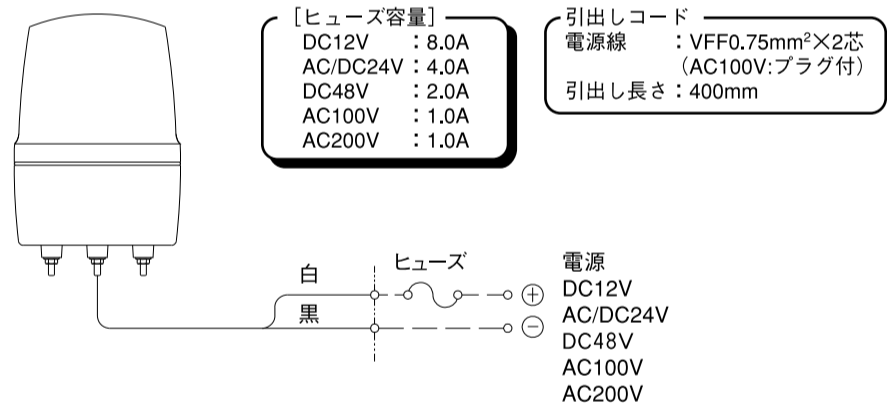 ［ヒューズ容量］
DC12V ：8.0A
AC/DC24V：4.0A
DC48V ：2.0A
AC100V ：1.0A
AC200V ：1.0A
引出しコード
電源線 ：VFF0.75mm²×2芯
（AC100V:プラグ付）
引出し長さ：400mm
白
黒
ヒューズ
⊕
⊖
電源
DC12V
AC/DC24V
DC48V
AC100V
AC200V